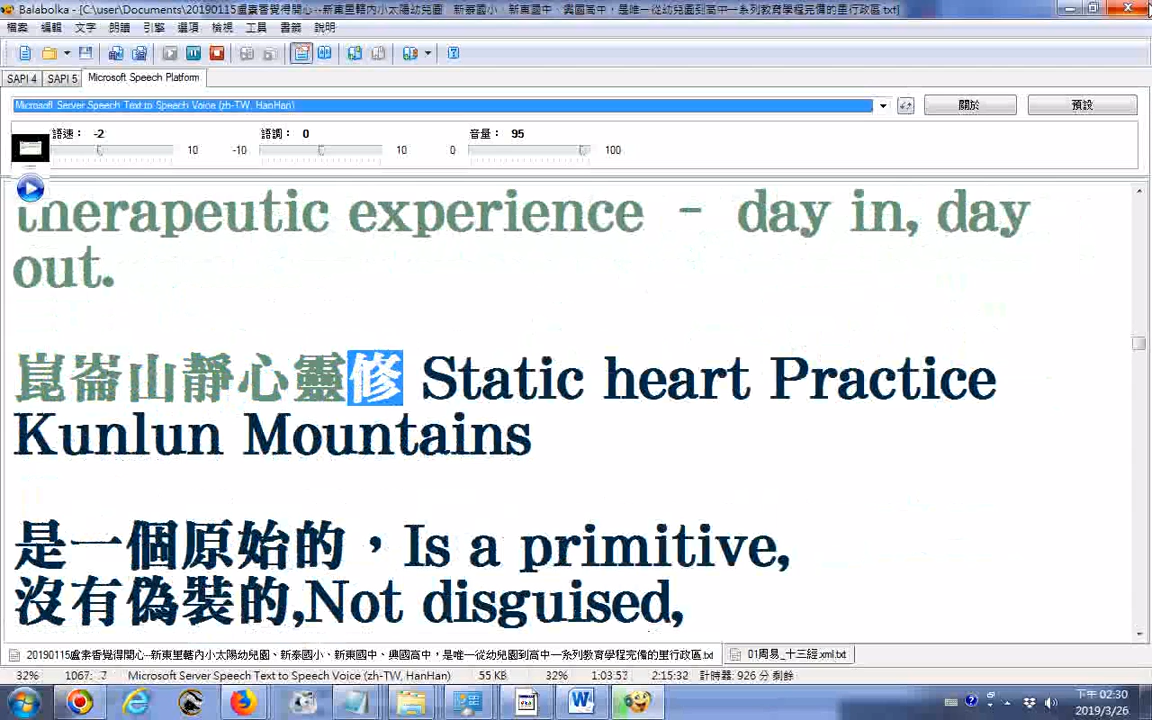 Balabolka - [C:\user\Documents\20190115盧素香覺得開心--新東里轄內小太陽幼兒園、新泰國小、新東國中、興國高中，是唯一從幼兒園到高中一系列教育學程完備的里行政區.txt]
檔案 編輯 文字 朗讀 引擎 選項 檢視 工具 書籤 說明
SAPI 4 SAPI 5 Microsoft Speech Platform
Microsoft Server Speech Text to Speech Voice (zh-TW, HanHan) 關於 預設
語速： -2 語調： 0 音量： 95
10 -10 10 0 100
therapeutic experience - day in, day
out.
崑崙山靜心靈修 Static heart Practice
Kunlun Mountains
是一個原始的，Is a primitive,
沒有偽裝的,Not disguised,
20190115盧素香覺得開心--新東里轄內小太陽幼兒園、新泰國小、新東國中、興國高中，是唯一從幼兒園到高中一系列教育學程完備的里行政區.txt 01周易_十三經.xml.txt
32% Microsoft Server Speech Text to Speech Voice (zh-TW, HanHan) 55 KB 32% 2:15:32 計時器: 926 分 剩餘
下午 02:30
2019/3/26